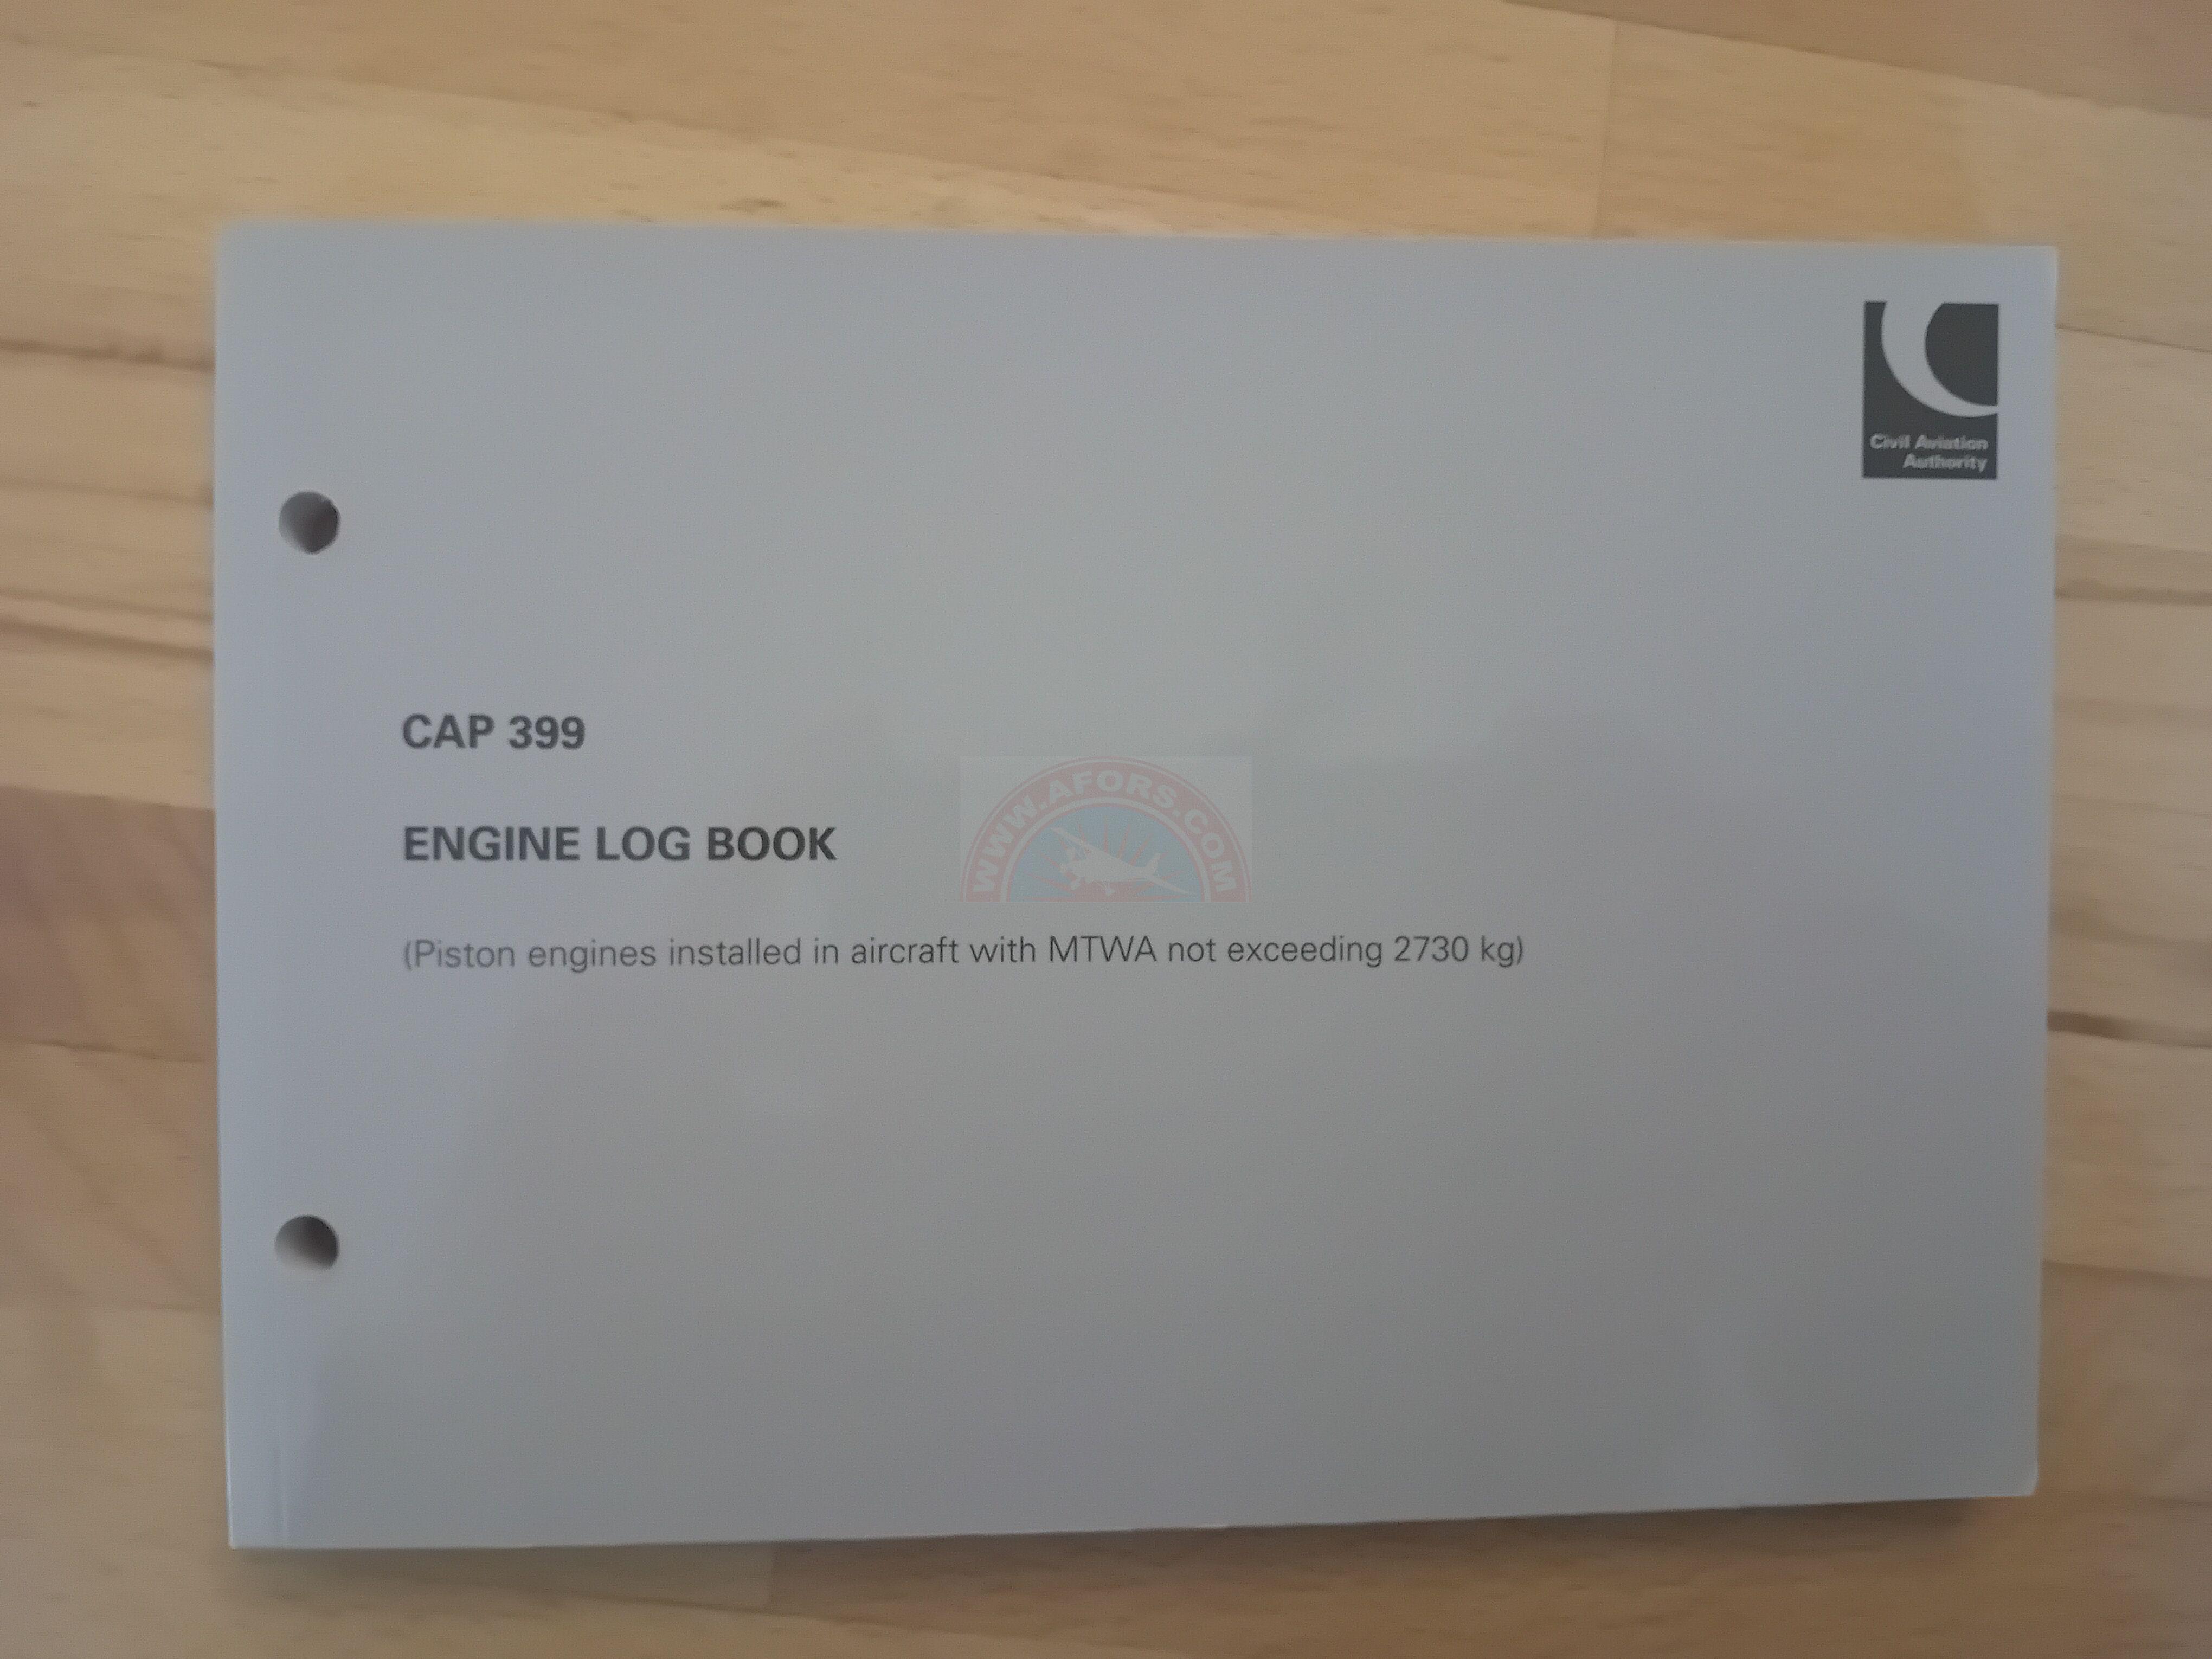 Civil Aviation
Authority
CAP 399
WWW.AFORS.COM
ENGINE LOG BOOK
(Piston engines installed in aircraft with MTWA not exceeding 2730 kg)